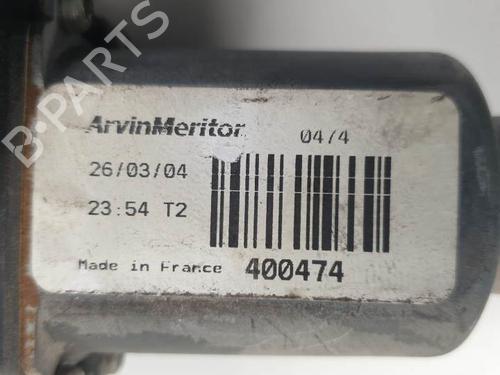 B-PARTS
ArvinMeritor 04/4
26/03/04
23:54 T2
Made in France 400474